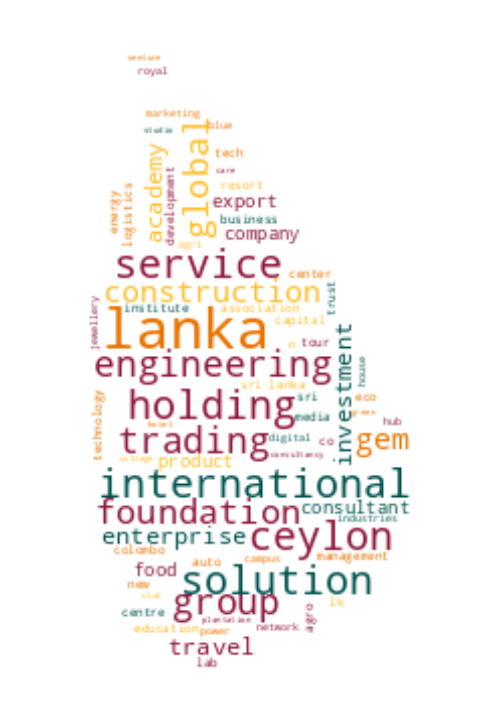 venture
royal
marketing
studio
blue
global
academy
tech
development
care
energy
logistics
resort
export
business
company
agri
service
center
construction
trust
institute
association
jewellery
lanka
capital
n
tour
investment
engineering
house
sri lanka
technology
holding
sri
eco
media
green
hub
hotel
trading
digital
co
gem
consultancy
college
product
international
foundation
consultant
industries
enterprise
ceylon
colombo
campus
management
auto
food
solution
new
club
group
lk
centre
agro
plantation
education
power
network
travel
lab